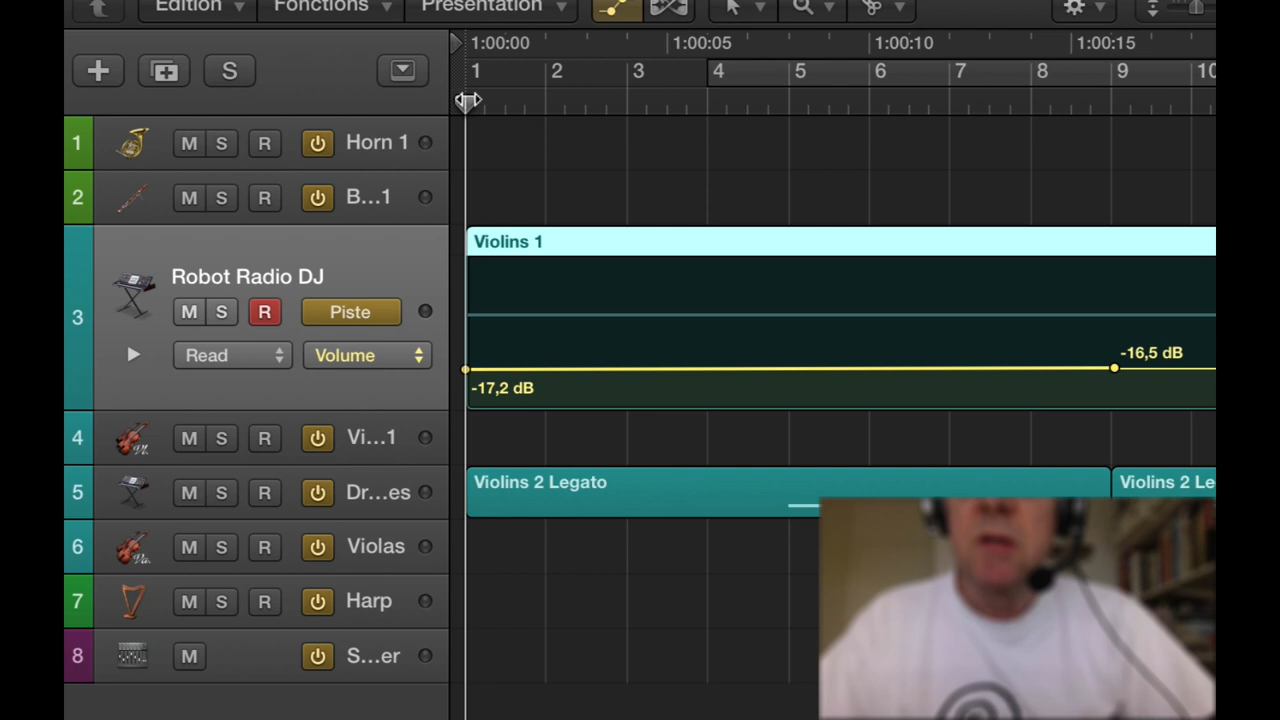 Edition Fonctions Présentation
1:00:00 1:00:05 1:00:10 1:00:15
S
1 2 3 4 5 6 7 8 9 10
1 M S R Horn 1
2 M S R B...1
Violins 1
Robot Radio DJ
3 M S R Piste
Read Volume
-16,5 dB
-17,2 dB
4 M S R Vi...1
5 M S R Dr...es
Violins 2 Legato Violins 2 Le
6 M S R Violas
7 M S R Harp
8 M S...er